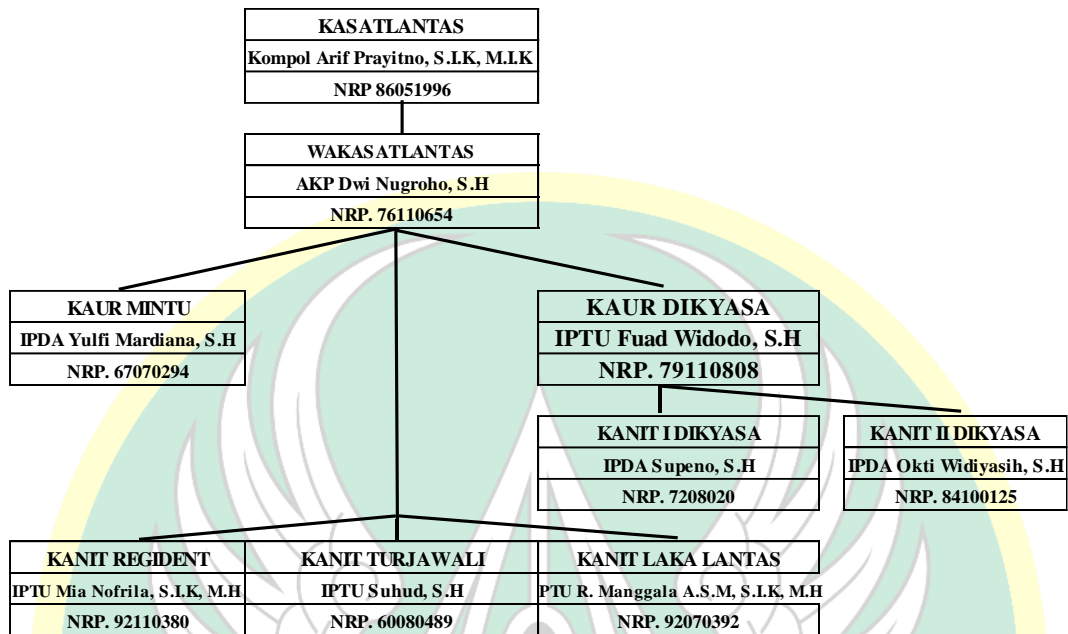 KASATLANTAS
Kompol Arif Prayitno, S.I.K, M.I.K
NRP 86051996
WAKASATLANTAS
AKP Dwi Nugroho, S.H
NRP. 76110654
KAUR MINTU
IPDA Yulfi Mardiana, S.H
NRP. 67070294
KAUR DIKYASA
IPTU Fuad Widodo, S.H
NRP. 79110808
KANIT I DIKYASA
IPDA Supeno, S.H
NRP. 7208020
KANIT II DIKYASA
IPDA Okti Widiyasih, S.H
NRP. 84100125
KANIT REGIDENT
IPTU Mia Nofrila, S.I.K, M.H
NRP. 92110380
KANIT TURJAWALI
IPTU Suhud, S.H
NRP. 60080489
KANIT LAKA LANTAS
PTU R. Manggala A.S.M, S.I.K, M.H
NRP. 92070392